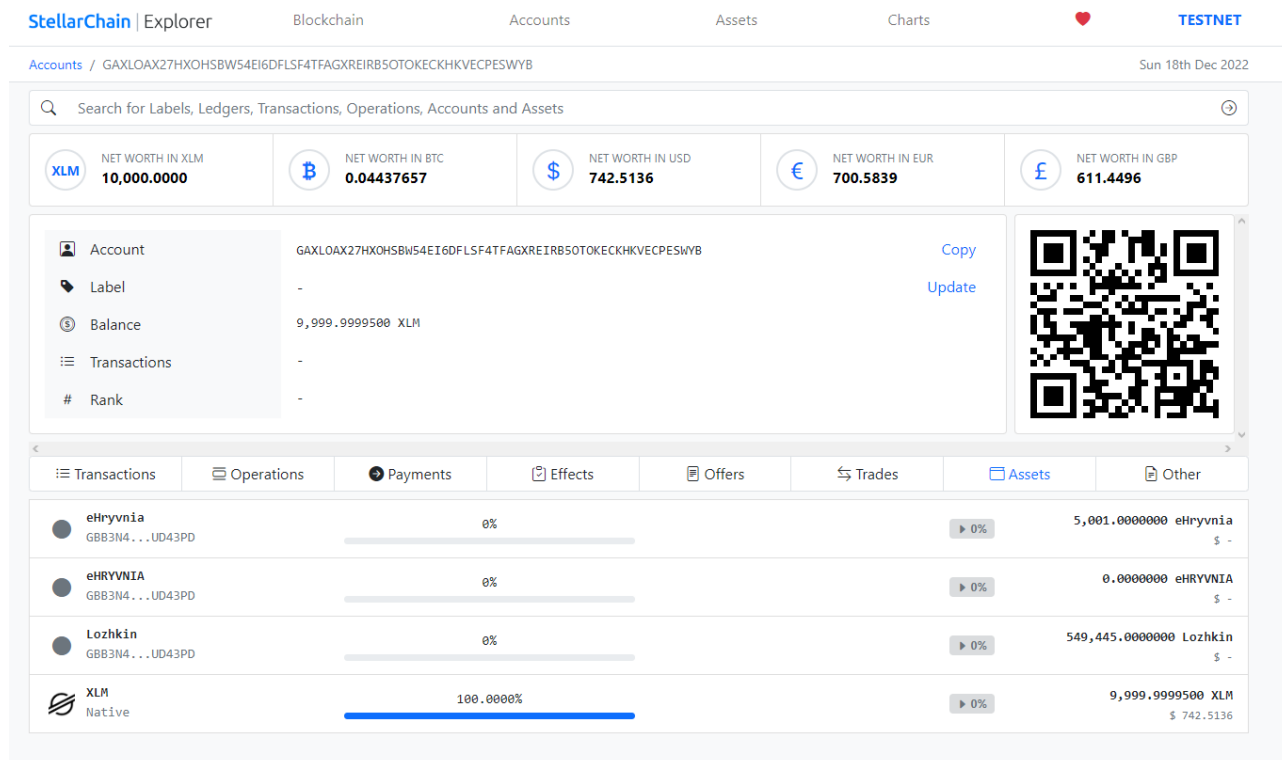 StellarChain | Explorer Blockchain Accounts Assets Charts TESTNET
Accounts / GAXLOAX27HXOHSBW54EI6DFLSF4TFAGXREIRB5OTOKECKHKVECPESWYB Sun 18th Dec 2022
Search for Labels, Ledgers, Transactions, Operations, Accounts and Assets
XLM NET WORTH IN XLM 10,000.0000
₿ NET WORTH IN BTC 0.04437657
$ NET WORTH IN USD 742.5136
€ NET WORTH IN EUR 700.5839
£ NET WORTH IN GBP 611.4496
Account GAXLOAX27HXOHSBW54EI6DFLSF4TFAGXREIRB5OTOKECKHKVECPESWYB Copy
Label - Update
Balance 9,999.9999500 XLM
Transactions -
# Rank -
Transactions Operations Payments Effects Offers Trades Assets Other
eHryvnia 0% 0% 5,001.0000000 eHryvnia
GBB3N4...UD43PD $ -
eHRYVNIA 0% 0% 0.0000000 eHRYVNIA
GBB3N4...UD43PD $ -
Lozhkin 0% 0% 549,445.0000000 Lozhkin
GBB3N4...UD43PD $ -
XLM 100.0000% 0% 9,999.9999500 XLM
Native $ 742.5136